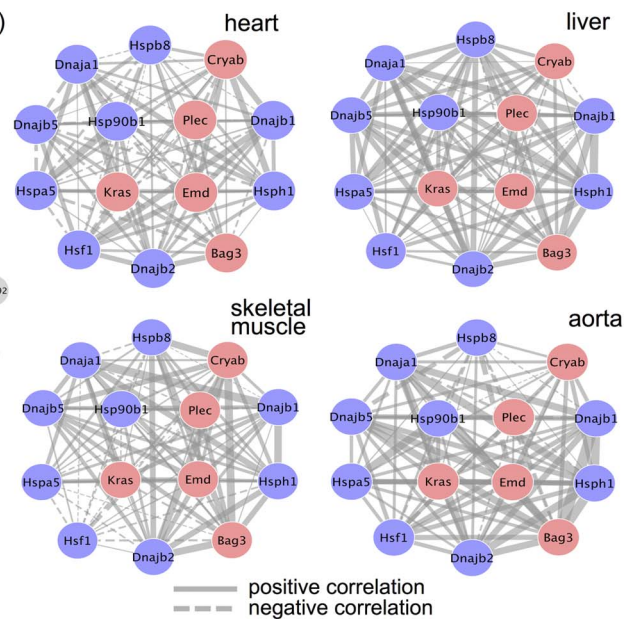 )
heart
Hspb8
Cryab
Dnaja1
Dnajb5
Hsp90b1
Plec
Dnajb1
Hspa5
Kras
Emd
Hsph1
Hsf1
Dnajb2
Bag3
liver
Hspb8
Cryab
Dnaja1
Dnajb5
Hsp90b1
Plec
Dnajb1
Hspa5
Kras
Emd
Hsph1
Hsf1
Dnajb2
Bag3
92
skeletal
muscle
Hspb8
Cryab
Dnaja1
Dnajb5
Hsp90b1
Plec
Dnajb1
Hspa5
Kras
Emd
Hsph1
Hsf1
Dnajb2
Bag3
aorta
Hspb8
Cryab
Dnaja1
Dnajb5
Hsp90b1
Plec
Dnajb1
Hspa5
Kras
Emd
Hsph1
Hsf1
Dnajb2
Bag3
positive correlation
negative correlation